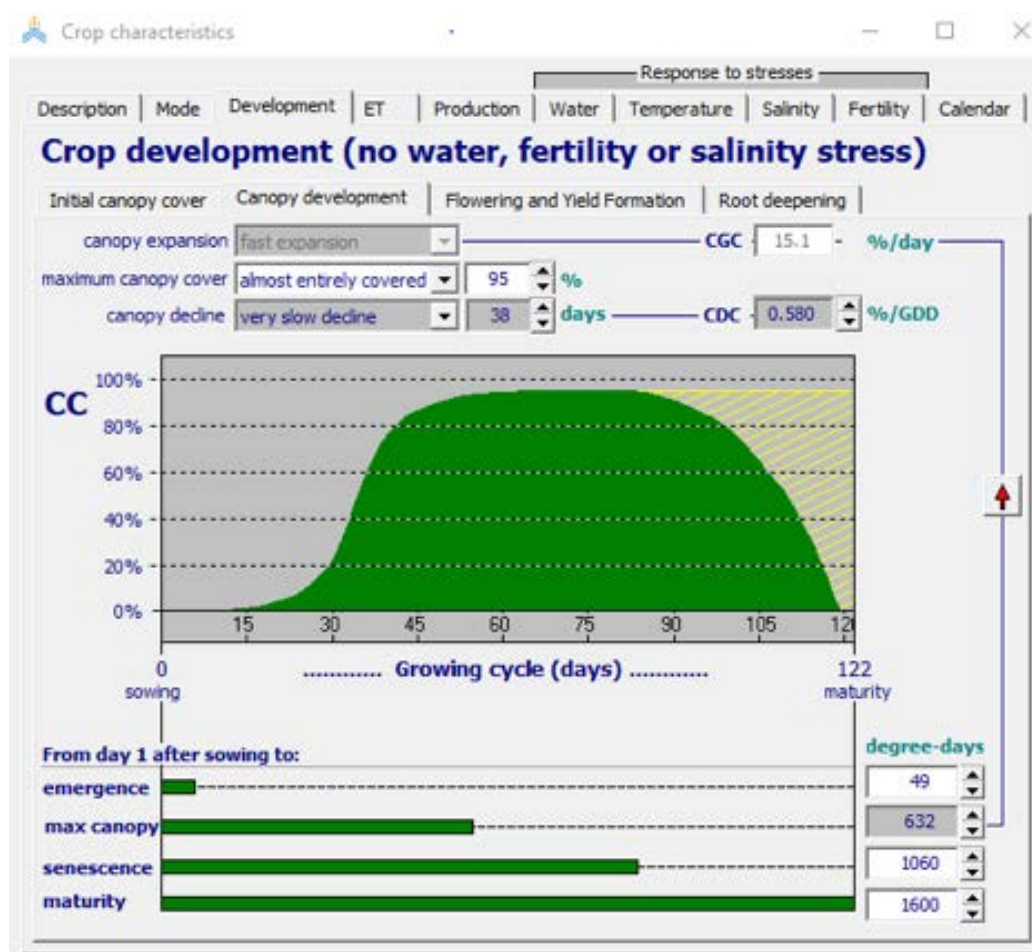 Crop characteristics
Response to stresses
Description Mode Development ET Production Water Temperature Salinity Fertility Calendar
Crop development (no water, fertility or salinity stress)
Initial canopy cover Canopy development Flowering and Yield Formation Root deepening
canopy expansion fast expansion CGC 15.1 %/day
maximum canopy cover almost entirely covered 95 %
canopy decline very slow decline 38 days CDC 0.580 %/GDD
CC
100%
80%
60%
40%
20%
0%
15 30 45 60 75 90 105 120
0 ............ Growing cycle (days) ............ 122
sowing maturity
From day 1 after sowing to: degree-days
emergence 49
max canopy 632
senescence 1060
maturity 1600